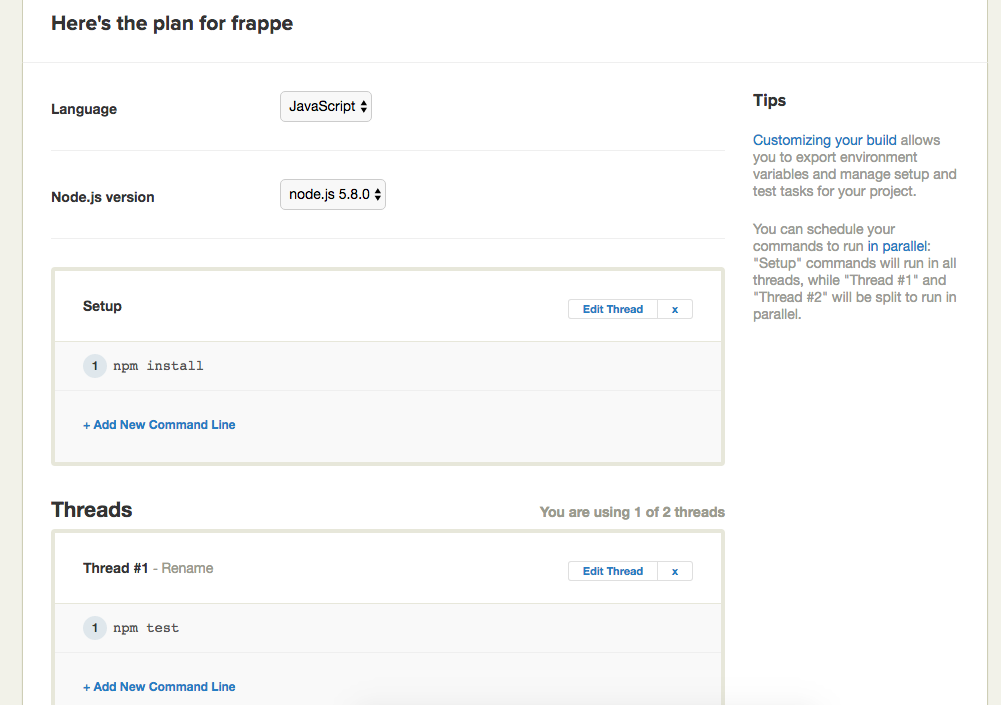 Here's the plan for frappe
Language
JavaScript
Node.js version
node.js 5.8.0
Tips
Customizing your build allows
you to export environment
variables and manage setup and
test tasks for your project.
You can schedule your
commands to run in parallel:
"Setup" commands will run in all
threads, while "Thread #1" and
"Thread #2" will be split to run in
parallel.
Setup
Edit Thread x
1 npm install
+ Add New Command Line
Threads
You are using 1 of 2 threads
Thread #1 - Rename
Edit Thread x
1 npm test
+ Add New Command Line